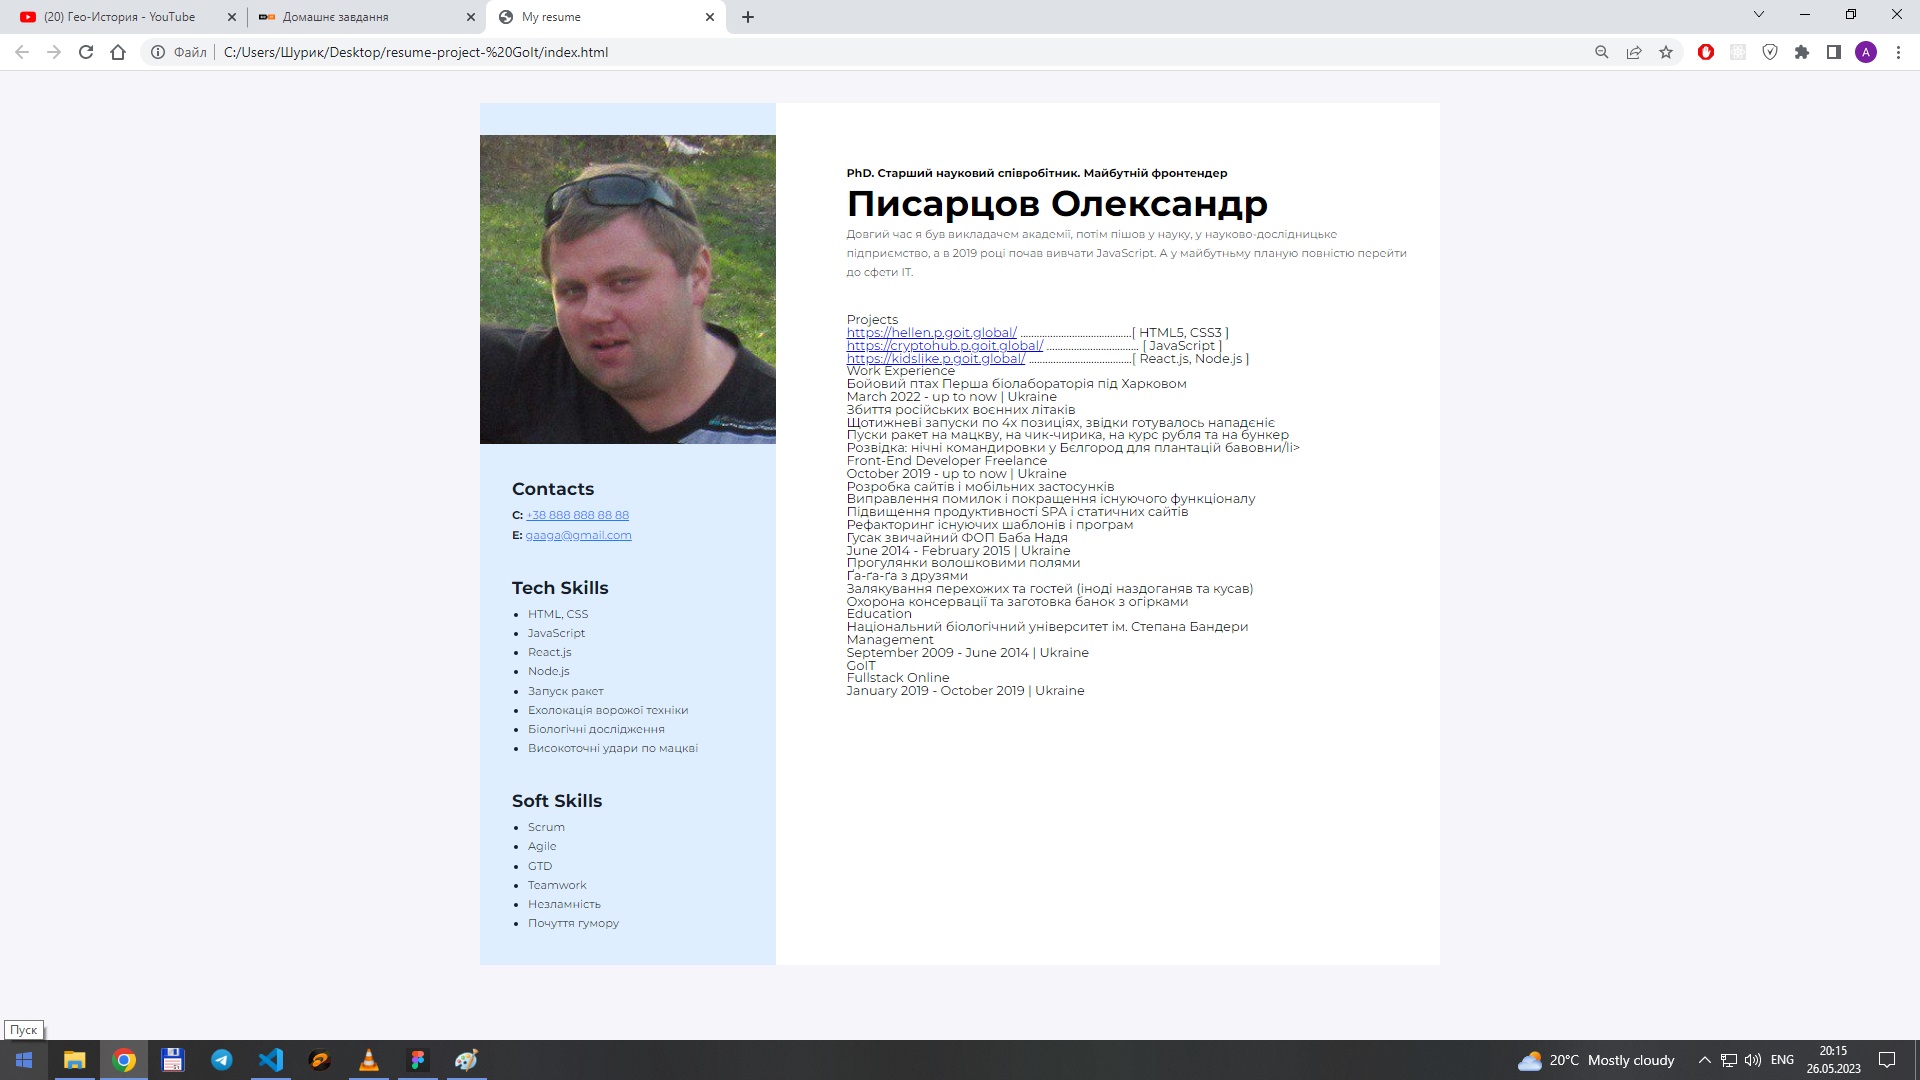 (20) Гео-История - YouTube
Домашнє завдання
My resume
Файл
C:/Users/Шурик/Desktop/resume-project-%20GoIt/index.html
A
PhD. Старший науковий співробітник. Майбутній фронтендер
Писарцов Олександр
Довгий час я був викладачем академії, потім пішов у науку, у науково-дослідницьке
підприємство, а в 2019 році почав вивчати JavaScript. А у майбутньму планую повністю перейти
до сфети ІТ.
Projects
https://hellen.p.goit.global/ .........................................[ HTML5, CSS3 ]
https://cryptohub.p.goit.global/ .................................. [ JavaScript ]
https://kidslike.p.goit.global/ ......................................[ React.js, Node.js ]
Work Experience
Бойовий птах Перша біолабораторія під Харковом
March 2022 - up to now | Ukraine
Збиття російських воєнних літаків
Щотижневі запуски по 4х позиціях, звідки готувалось нападєніє
Пуски ракет на мацкву, на чик-чирика, на курс рубля та на бункер
Розвідка: нічні командировки у Бєлгород для плантацій бавовни/li>
Front-End Developer Freelance
October 2019 - up to now | Ukraine
Розробка сайтів і мобільних застосунків
Виправлення помилок і покращення існуючого функціоналу
Підвищення продуктивності SPA і статичних сайтів
Рефакторинг існуючих шаблонів і програм
Гусак звичайний ФОП Баба Надя
June 2014 - February 2015 | Ukraine
Прогулянки волошковими полями
Ґа-ґа-ґа з друзями
Залякування перехожих та гостей (іноді наздоганяв та кусав)
Охорона консервації та заготовка банок з огірками
Education
Національний біологічний університет ім. Степана Бандери
Management
September 2009 - June 2014 | Ukraine
GoIT
Fullstack Online
January 2019 - October 2019 | Ukraine
Contacts
C: +38 888 888 88 88
E: gaaga@gmail.com
Tech Skills
HTML, CSS
JavaScript
React.js
Node.js
Запуск ракет
Ехолокація ворожої техніки
Біологічні дослідження
Високоточні удари по мацкві
Soft Skills
Scrum
Agile
GTD
Teamwork
Незламність
Почуття гумору
Пуск
20°C Mostly cloudy
ENG
20:15
26.05.2023